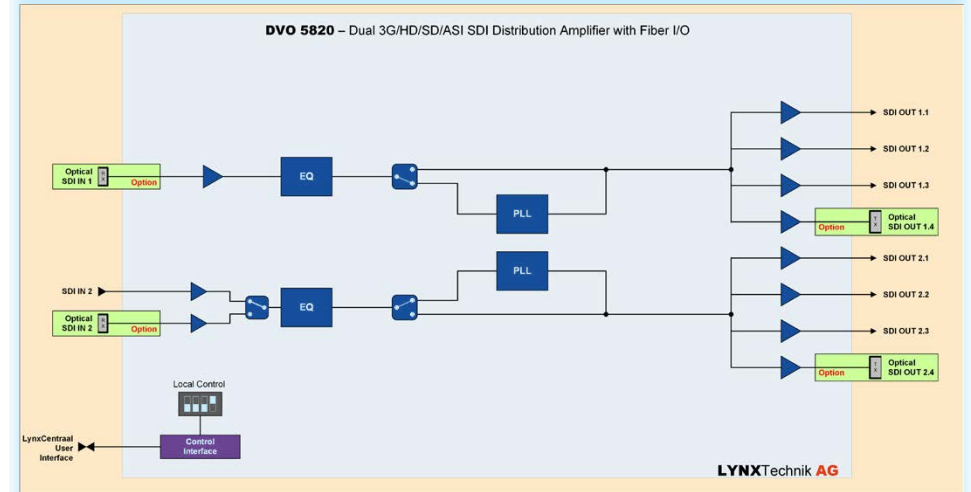 DVO 5820 – Dual 3G/HD/SD/ASI SDI Distribution Amplifier with Fiber I/O
SDI OUT 1.1
SDI OUT 1.2
Optical
SDI IN 1
R
X
Option
EQ
SDI OUT 1.3
PLL
Option
T
X
Optical
SDI OUT 1.4
SDI OUT 2.1
PLL
SDI IN 2
EQ
SDI OUT 2.2
Optical
SDI IN 2
R
X
Option
SDI OUT 2.3
Option
T
X
Optical
SDI OUT 2.4
Local Control
LynxCentraal
User
Interface
Control
Interface
LYNXTechnik AG